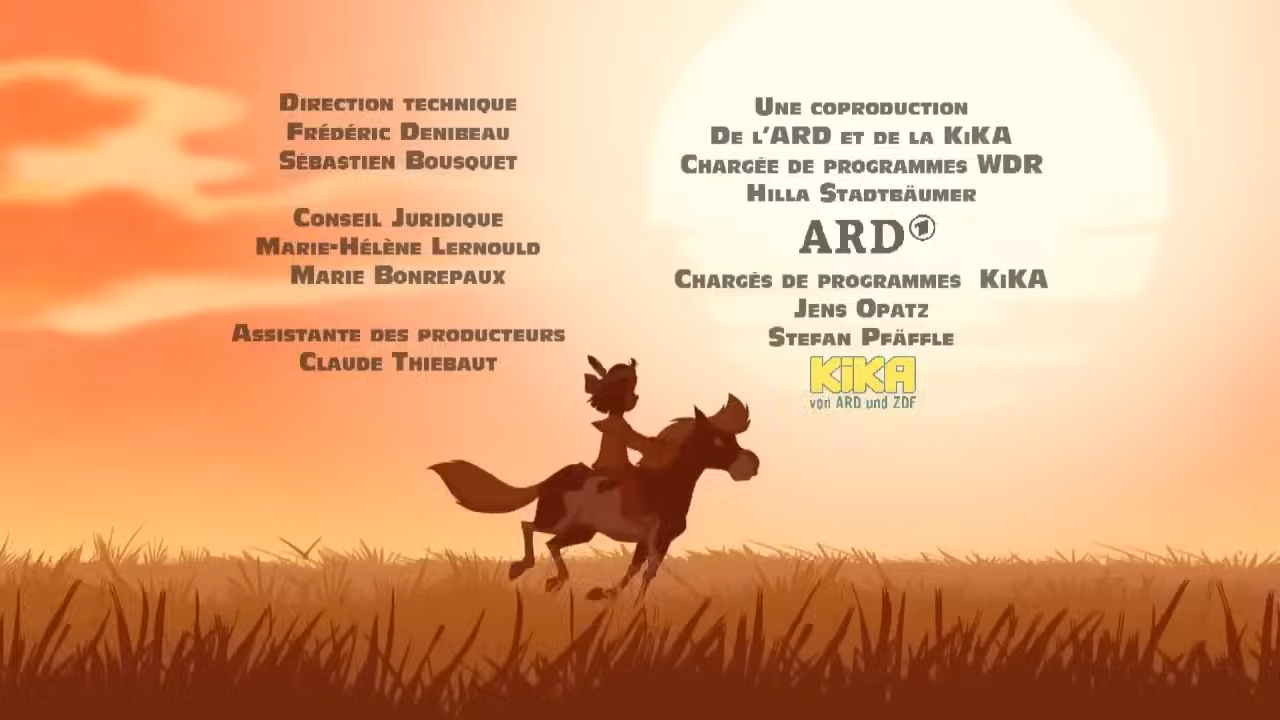 Direction technique
Frédéric Denibeau
Sébastien Bousquet
Conseil Juridique
Marie-Hélène Lernould
Marie Bonrepaux
Assistante des producteurs
Claude Thiebaut
Une coproduction
De l'ARD et de la KiKA
Chargée de programmes WDR
Hilla Stadtbäumer
ARD 1
Chargés de programmes KiKA
Jens Opatz
Stefan Pfäffle
KiKA
von ARD und ZDF